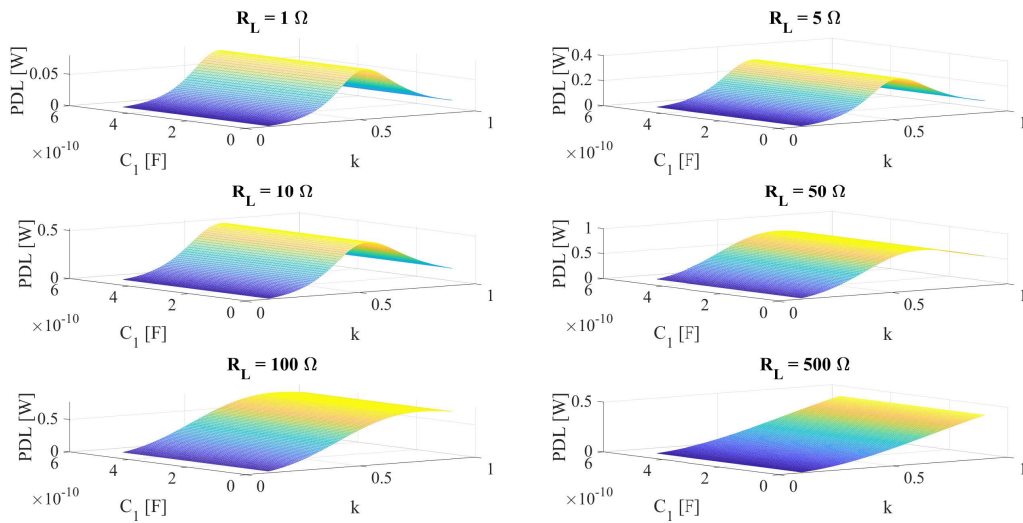 R_L = 1 Ω
PDL [W]
0.05
0
6
4
2
0
×10^-10
C_1 [F]
0
0.5
1
k
R_L = 5 Ω
PDL [W]
0.4
0.2
0
6
4
2
0
×10^-10
C_1 [F]
0
0.5
1
k
R_L = 10 Ω
PDL [W]
0.5
0
6
4
2
0
×10^-10
C_1 [F]
0
0.5
1
k
R_L = 50 Ω
PDL [W]
1
0.5
0
6
4
2
0
×10^-10
C_1 [F]
0
0.5
1
k
R_L = 100 Ω
PDL [W]
0.5
0
6
4
2
0
×10^-10
C_1 [F]
0
0.5
1
k
R_L = 500 Ω
PDL [W]
0.5
0
6
4
2
0
×10^-10
C_1 [F]
0
0.5
1
k